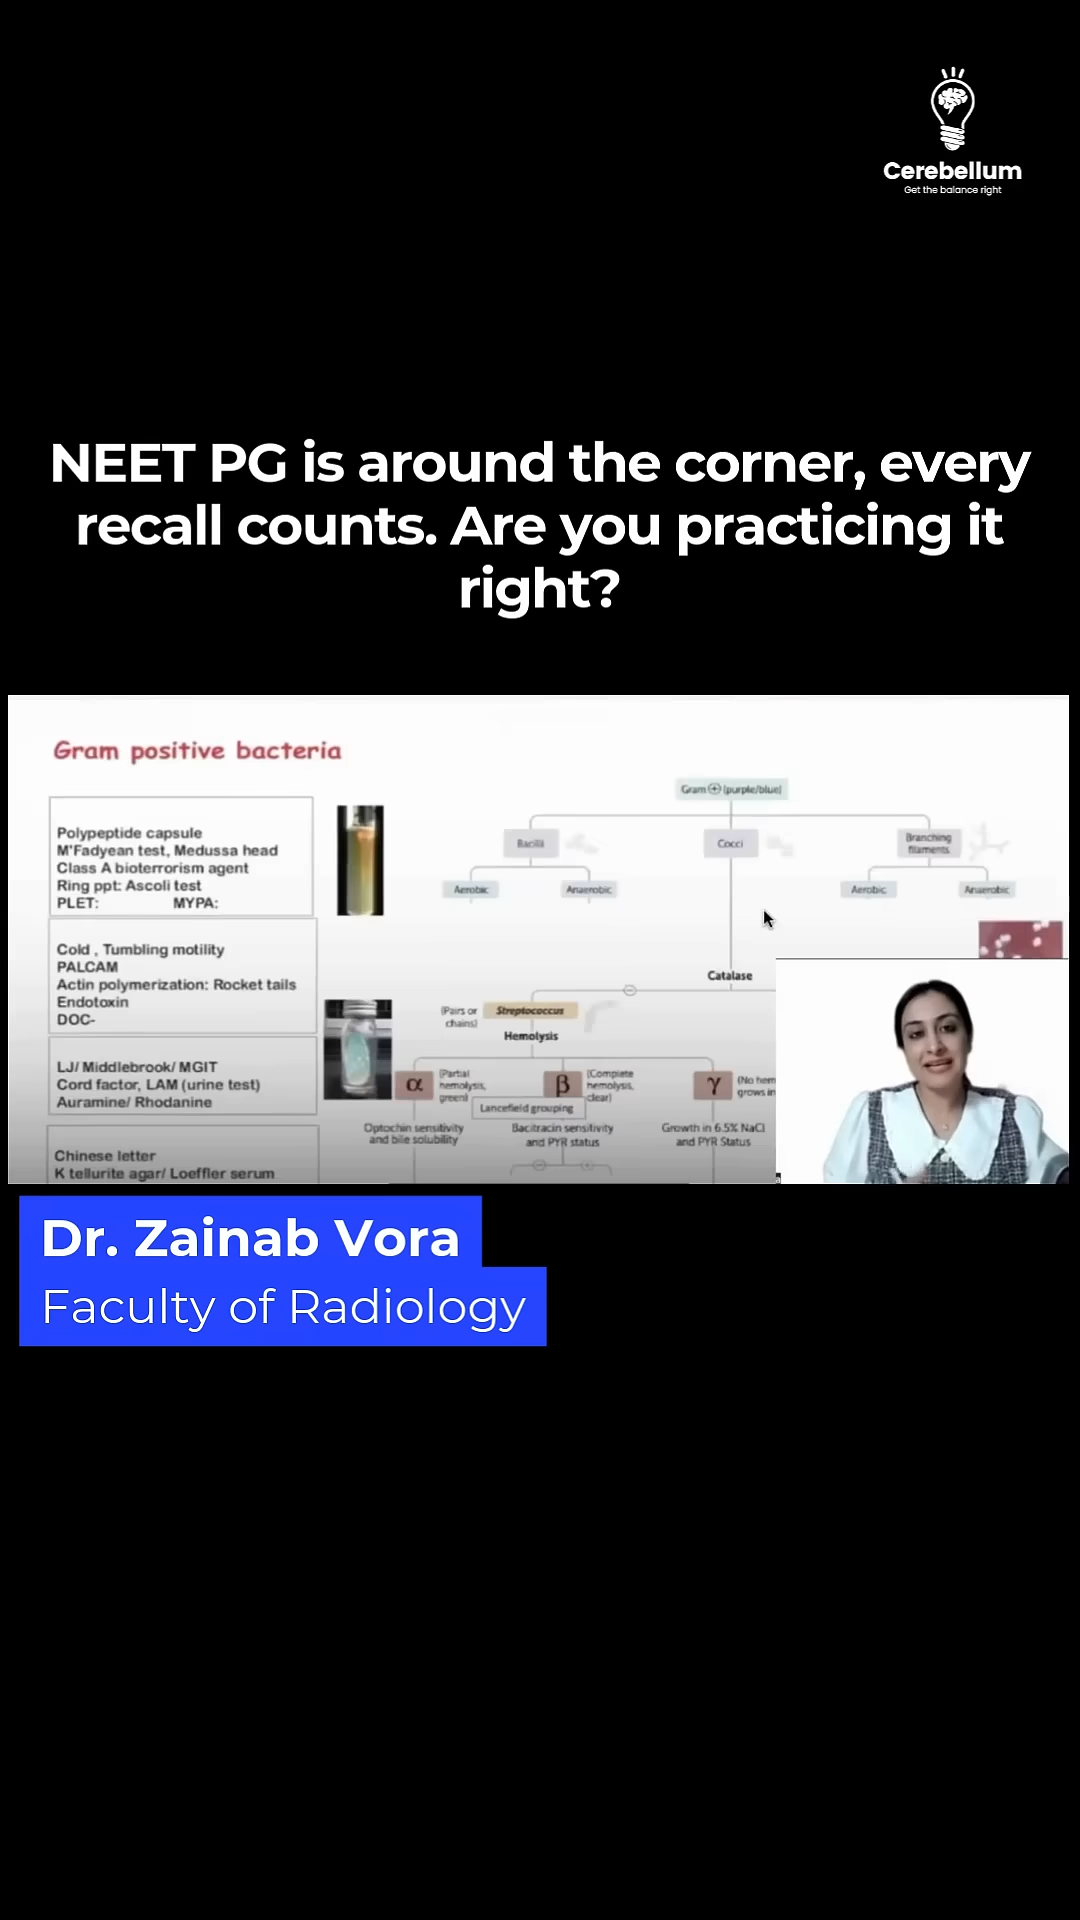 Cerebellum
Get the balance right
NEET PG is around the corner, every
recall counts. Are you practicing it
right?
Gram positive bacteria
Polypeptide capsule
M'Fadyean test, Medussa head
Class A bioterrorism agent
Ring ppt: Ascoli test
PLET: MYPA:
Cold , Tumbling motility
PALCAM
Actin polymerization: Rocket tails
Endotoxin
DOC-
LJ/ Middlebrook/ MGIT
Cord factor, LAM (urine test)
Auramine/ Rhodanine
Chinese letter
K tellurite agar/ Loeffler serum
Gram ⊕ (purple/blue)
Bacilli
Cocci
Branching
filaments
Aerobic
Anaerobic
Aerobic
Anaerobic
Catalase
(Pairs or
chains)
Streptococcus
Hemolysis
α
(Partial
hemolysis,
green)
β
(Complete
hemolysis,
clear)
γ
(No hem
grows in
Lancefield grouping
Optochin sensitivity
and bile solubility
Bacitracin sensitivity
and PYR status
Growth in 6.5% NaCl
and PYR Status
Dr. Zainab Vora
Faculty of Radiology